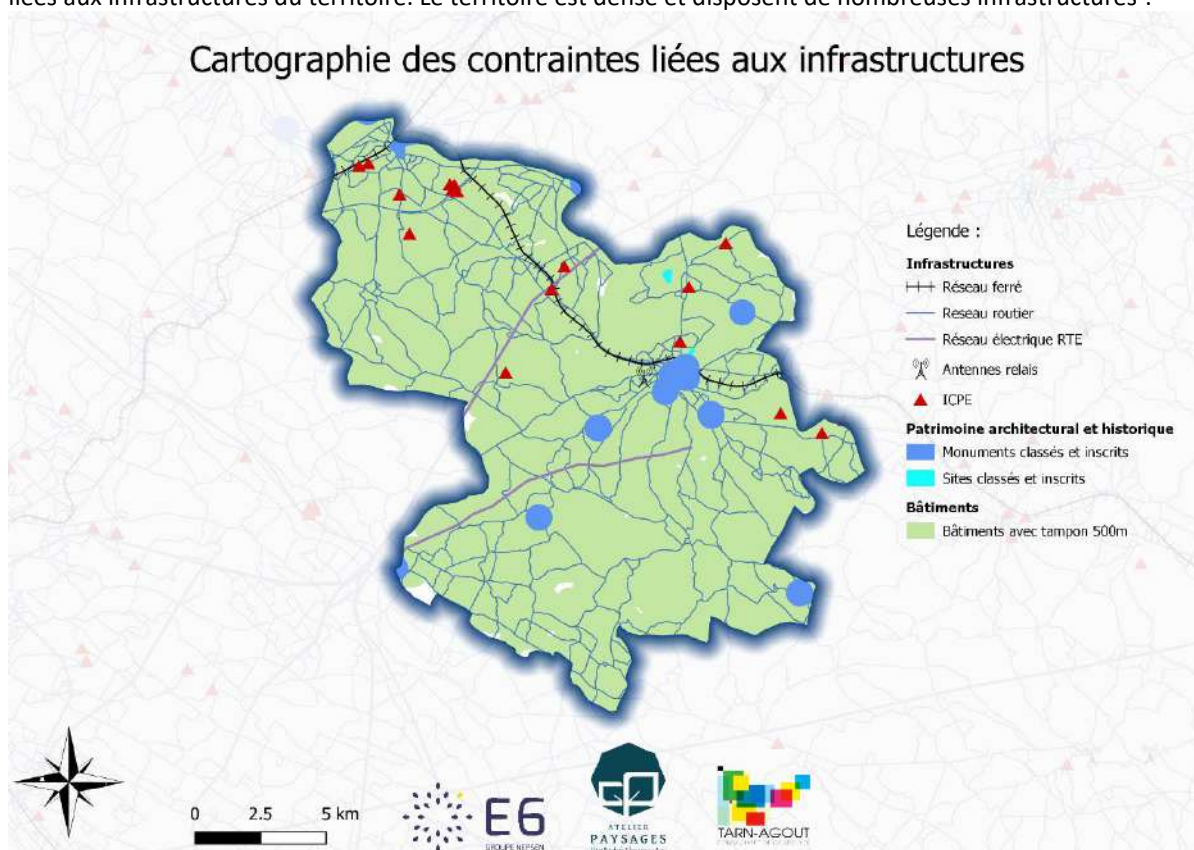 liées aux infrastructures du territoire. Le territoire est dense et disposent de nombreuses infrastructures :
Cartographie des contraintes liées aux infrastructures
Légende :
Infrastructures
Réseau ferré
Reseau routier
Réseau électrique RTE
Antennes relais
ICPE
Patrimoine architectural et historique
Monuments classés et inscrits
Sites classés et inscrits
Bâtiments
Bâtiments avec tampon 500m
0 2.5 5 km
E6
GROUPE NEPSEN
ATELIER
PAYSAGES
TARN-AGOUT